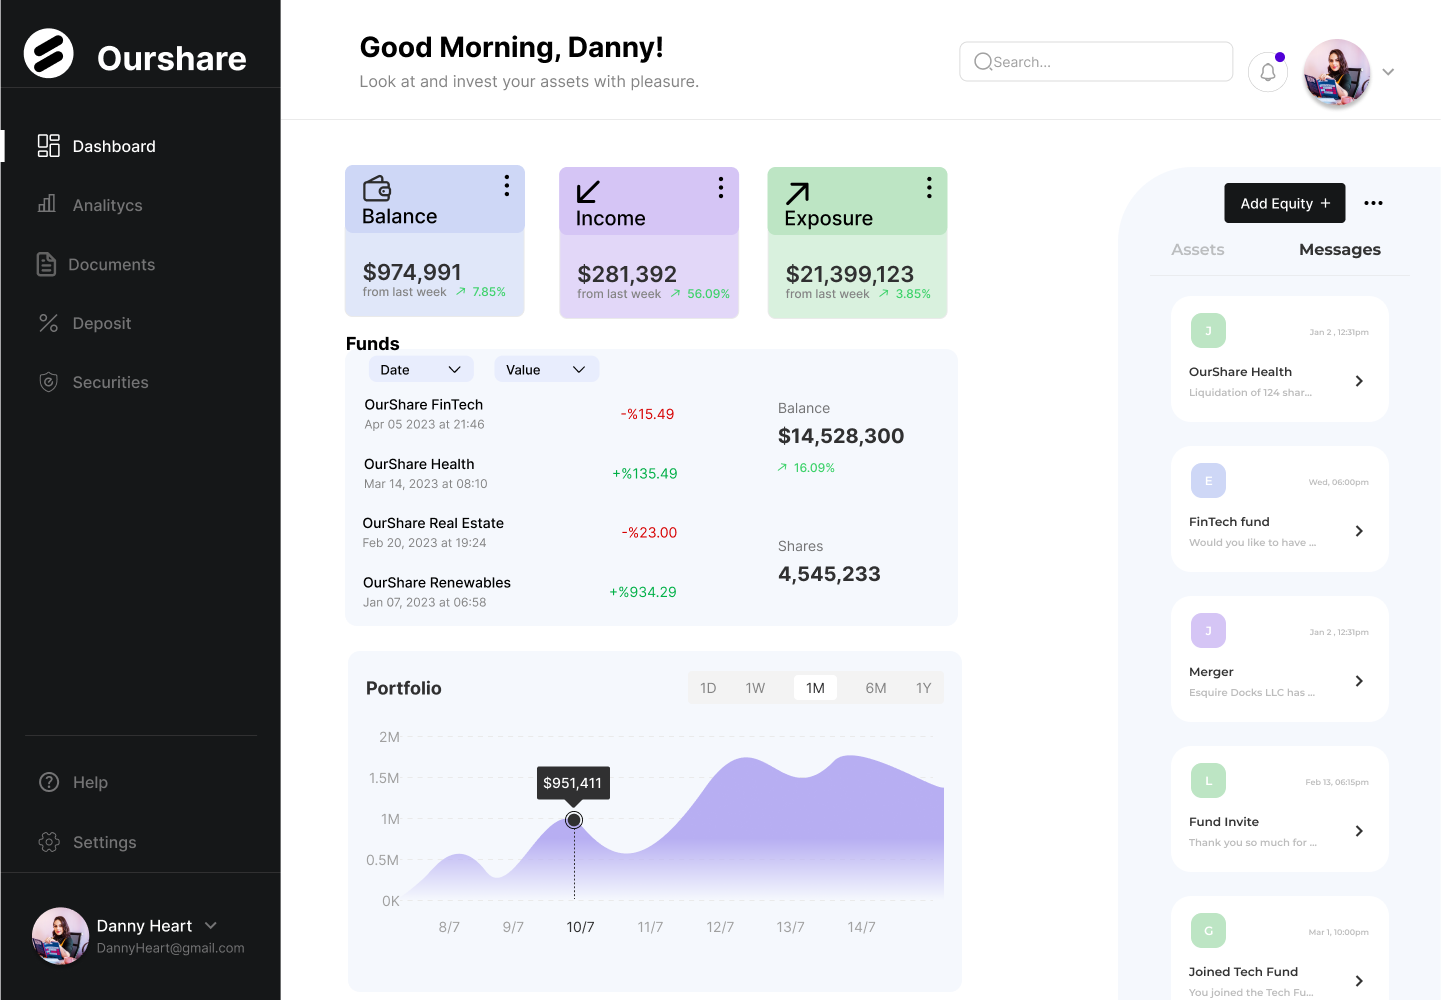 Ourshare
Dashboard
Analitycs
Documents
Deposit
Securities
Help
Settings
Danny Heart
DannyHeart@gmail.com
Good Morning, Danny!
Look at and invest your assets with pleasure.
Search...
Balance
$974,991
from last week 7.85%
Income
$281,392
from last week 56.09%
Exposure
$21,399,123
from last week 3.85%
Funds
Date
Value
OurShare FinTech
Apr 05 2023 at 21:46
-%15.49
OurShare Health
Mar 14, 2023 at 08:10
+%135.49
OurShare Real Estate
Feb 20, 2023 at 19:24
-%23.00
OurShare Renewables
Jan 07, 2023 at 06:58
+%934.29
Balance
$14,528,300
16.09%
Shares
4,545,233
Portfolio
1D 1W 1M 6M 1Y
2M
1.5M
1M
0.5M
0K
$951,411
8/7 9/7 10/7 11/7 12/7 13/7 14/7
Add Equity +
Assets Messages
J
Jan 2 , 12:31pm
OurShare Health
Liquidation of 124 shar...
E
Wed, 06:00pm
FinTech fund
Would you like to have ...
J
Jan 2 , 12:31pm
Merger
Esquire Docks LLC has ...
L
Feb 13, 06:15pm
Fund Invite
Thank you so much for ...
G
Mar 1, 10:00pm
Joined Tech Fund
You joined the Tech Fu...